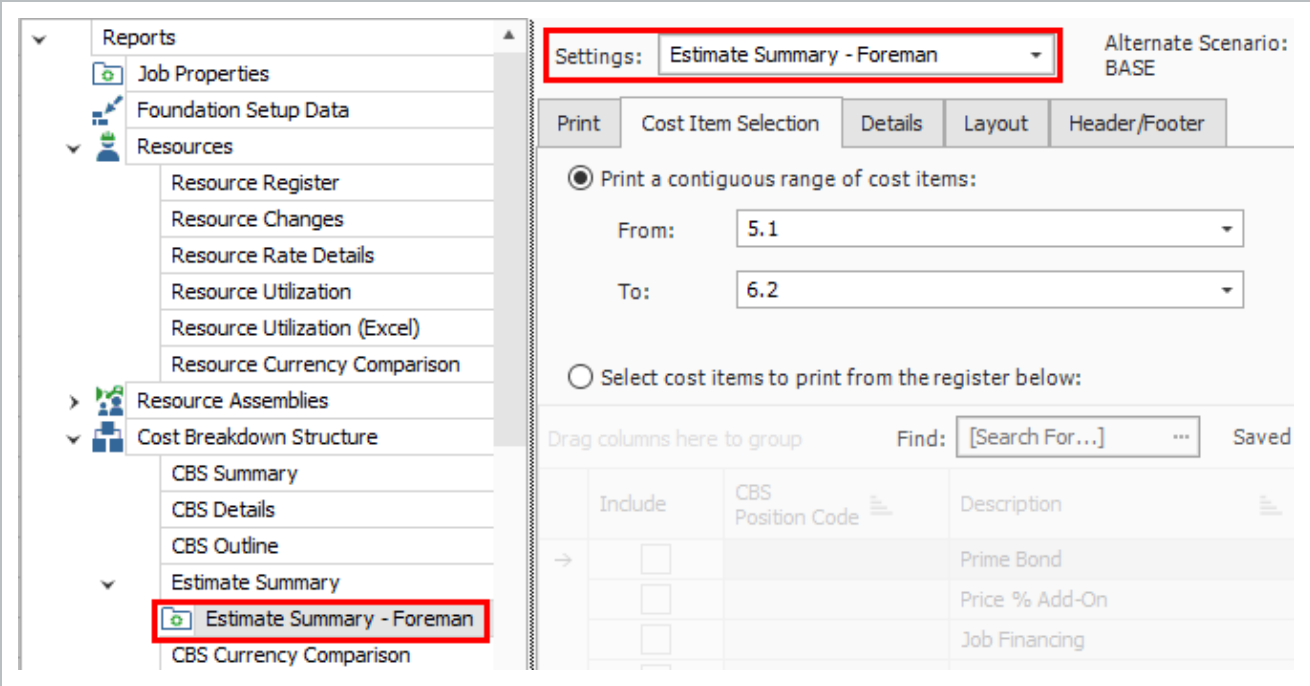 Reports
Job Properties
Foundation Setup Data
Resources
Resource Register
Resource Changes
Resource Rate Details
Resource Utilization
Resource Utilization (Excel)
Resource Currency Comparison
Resource Assemblies
Cost Breakdown Structure
CBS Summary
CBS Details
CBS Outline
Estimate Summary
Estimate Summary - Foreman
CBS Currency Comparison
Settings: Estimate Summary - Foreman
Alternate Scenario:
BASE
Print Cost Item Selection Details Layout Header/Footer
Print a contiguous range of cost items:
From: 5.1
To: 6.2
Select cost items to print from the register below:
Drag columns here to group Find: [Search For...] ... Saved
Include CBS Position Code Description
Prime Bond
Price % Add-On
Job Financing